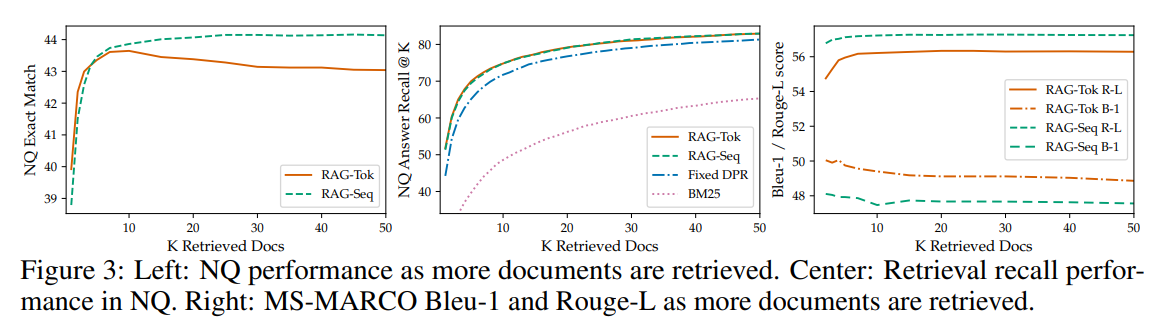 NQ Exact Match
44
43
42
41
40
39
10 20 30 40 50
K Retrieved Docs
RAG-Tok
RAG-Seq
NQ Answer Recall @ K
80
70
60
50
40
10 20 30 40 50
K Retrieved Docs
RAG-Tok
RAG-Seq
Fixed DPR
BM25
Bleu-1 / Rouge-L score
56
54
52
50
48
10 20 30 40 50
K Retrieved Docs
RAG-Tok R-L
RAG-Tok B-1
RAG-Seq R-L
RAG-Seq B-1
Figure 3: Left: NQ performance as more documents are retrieved. Center: Retrieval recall perfor-
mance in NQ. Right: MS-MARCO Bleu-1 and Rouge-L as more documents are retrieved.